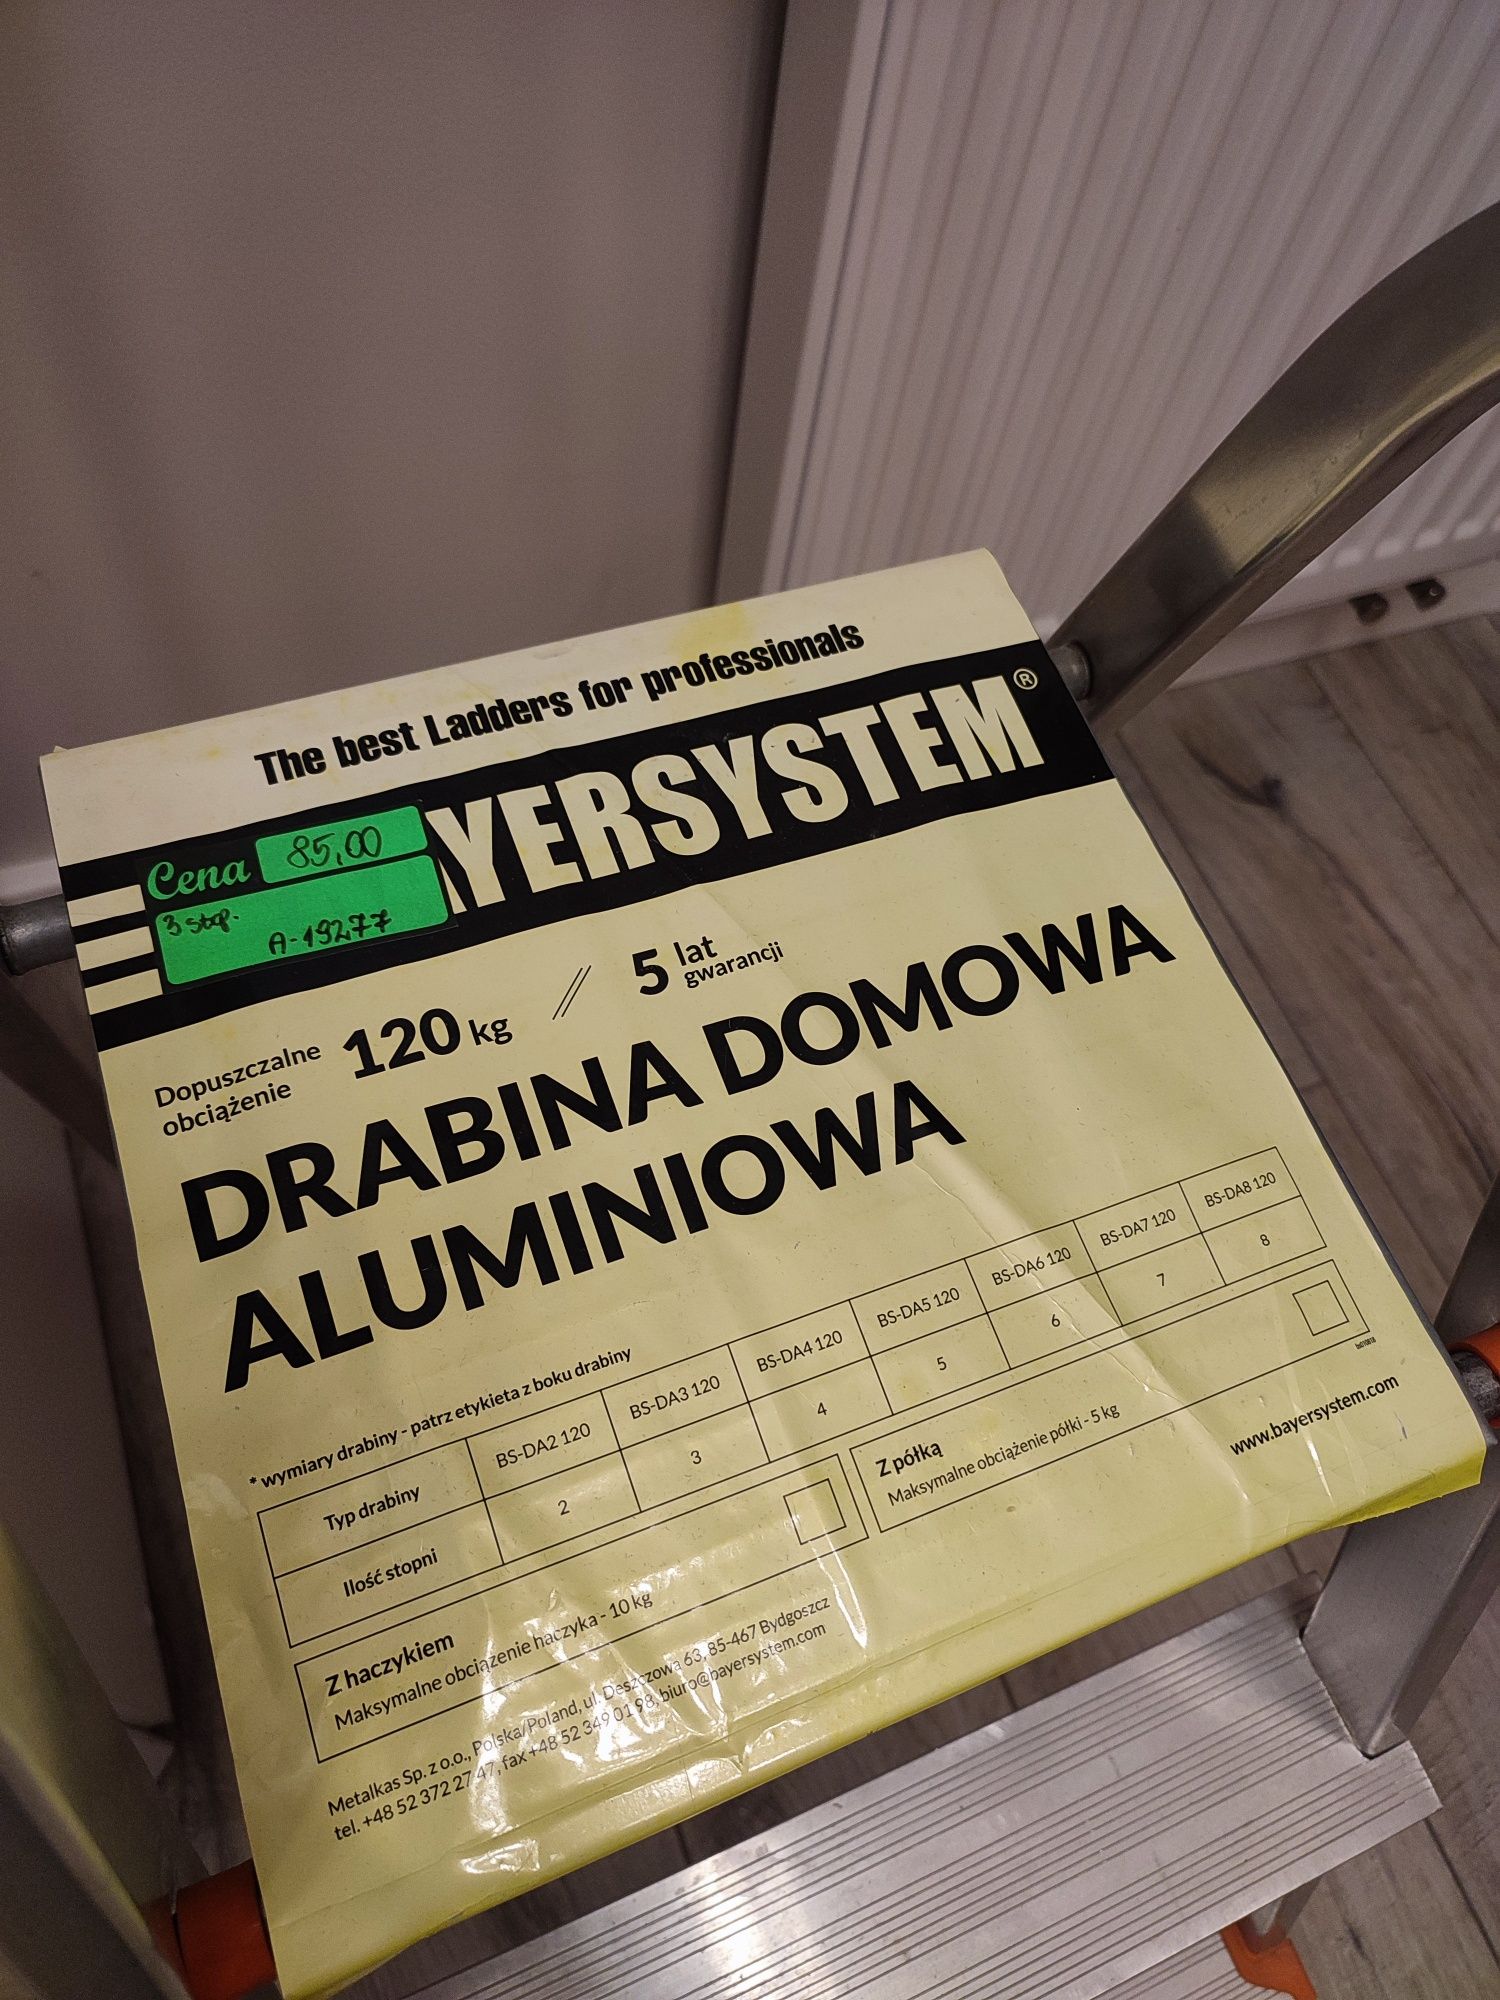 The best Ladders for professionals
AYERSYSTEM®
Cena 85,00
3 stop.
A-19277
Dopuszczalne
obciążenie
120 kg
5 lat
gwarancji
DRABINA DOMOWA
ALUMINIOWA
* wymiary drabiny - patrz etykieta z boku drabiny
Typ drabiny BS-DA2 120 BS-DA3 120 BS-DA4 120 BS-DA5 120 BS-DA6 120 BS-DA7 120 BS-DA8 120
Ilość stopni 2 3 4 5 6 7 8
Z haczykiem
Maksymalne obciążenie haczyka - 10 kg
Z półką
Maksymalne obciążenie półki - 5 kg
Metalkas Sp. z o.o., Polska/Poland, ul. Deszczowa 63, 85-467 Bydgoszcz
tel. +48 52 372 27 47, fax +48 52 349 01 98, biuro@bayersystem.com
www.bayersystem.com